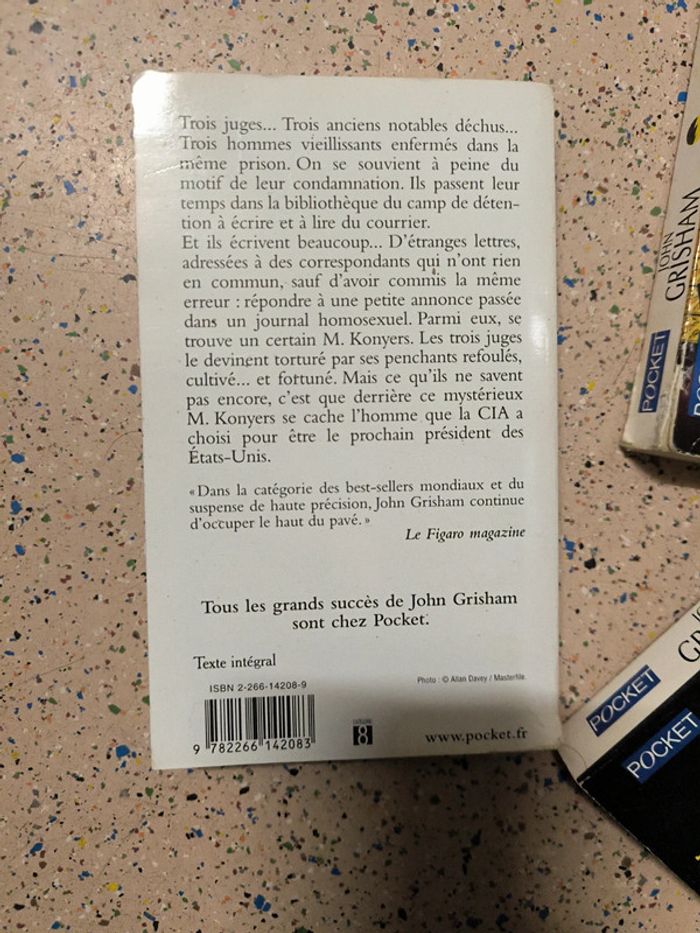 Trois juges... Trois anciens notables déchus...
Trois hommes vieillissants enfermés dans la
même prison. On se souvient à peine du
motif de leur condamnation. Ils passent leur
temps dans la bibliothèque du camp de déten-
tion à écrire et à lire du courrier.
Et ils écrivent beaucoup... D'étranges lettres,
adressées à des correspondants qui n'ont rien
en commun, sauf d'avoir commis la même
erreur : répondre à une petite annonce passée
dans un journal homosexuel. Parmi eux, se
trouve un certain M. Konyers. Les trois juges
le devinent torturé par ses penchants refoulés,
cultivé... et fortuné. Mais ce qu'ils ne savent
pas encore, c'est que derrière ce mystérieux
M. Konyers se cache l'homme que la CIA a
choisi pour être le prochain président des
États-Unis.
« Dans la catégorie des best-sellers mondiaux et du
suspense de haute précision, John Grisham continue
d'occuper le haut du pavé. »
Le Figaro magazine
Tous les grands succès de John Grisham
sont chez Pocket.
Texte intégral
Photo : © Allan Davey / Masterfile
ISBN 2-266-14208-9
9 782266 142083
CATÉGORIE
8
www.pocket.fr
JOHN
GRISHAM
POCKET
POCKET
POCKET